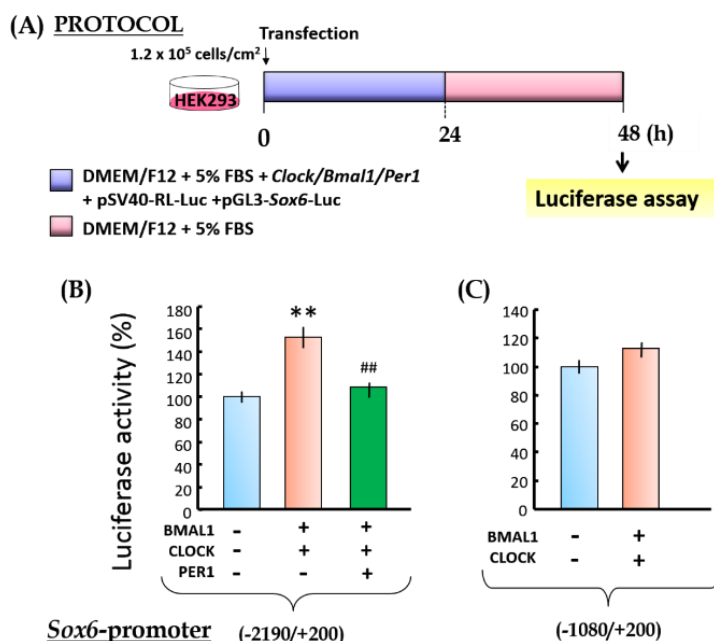 (A) PROTOCOL
Transfection
1.2 x 10⁵ cells/cm²
HEK293
0 24 48 (h)
DMEM/F12 + 5% FBS + Clock/Bmal1/Per1
+ pSV40-RL-Luc +pGL3-Sox6-Luc
DMEM/F12 + 5% FBS
Luciferase assay
(B)
Luciferase activity (%)
180
160
140
120
100
80
60
40
20
0
**
##
BMAL1 - + +
CLOCK - + +
PER1 - - +
(C)
140
120
100
80
60
40
20
0
BMAL1 - +
CLOCK - +
Sox6-promoter (-2190/+200) (-1080/+200)